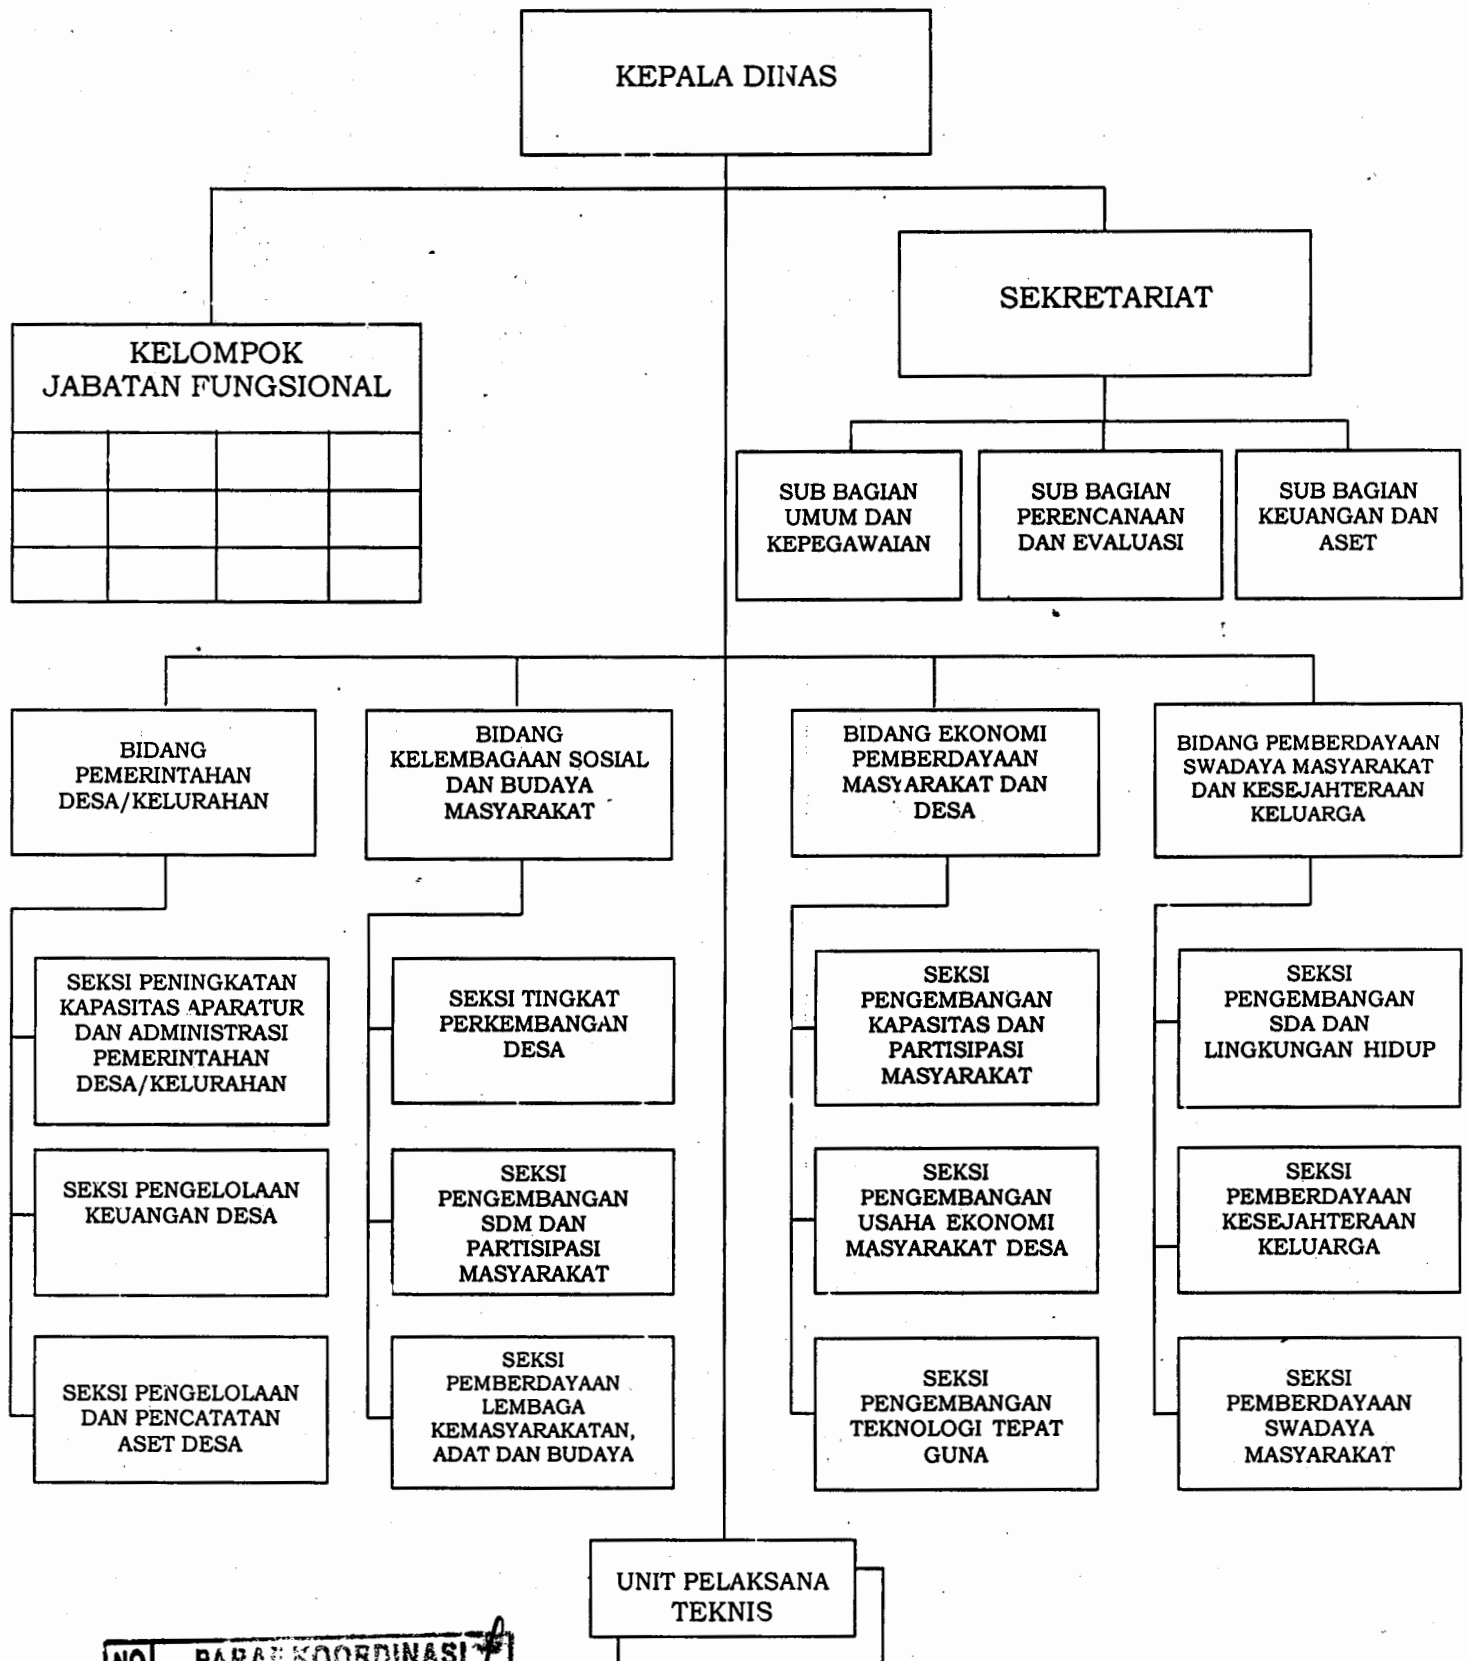 KEPALA DINAS
SEKRETARIAT
KELOMPOK
JABATAN FUNGSIONAL
SUB BAGIAN
UMUM DAN
KEPEGAWAIAN
SUB BAGIAN
PERENCANAAN
DAN EVALUASI
SUB BAGIAN
KEUANGAN DAN
ASET
BIDANG
PEMERINTAHAN
DESA/KELURAHAN
BIDANG
KELEMBAGAAN SOSIAL
DAN BUDAYA
MASYARAKAT
BIDANG EKONOMI
PEMBERDAYAAN
MASYARAKAT DAN
DESA
BIDANG PEMBERDAYAAN
SWADAYA MASYARAKAT
DAN KESEJAHTERAAN
KELUARGA
SEKSI PENINGKATAN
KAPASITAS APARATUR
DAN ADMINISTRASI
PEMERINTAHAN
DESA/KELURAHAN
SEKSI PENGELOLAAN
KEUANGAN DESA
SEKSI PENGELOLAAN
DAN PENCATATAN
ASET DESA
SEKSI TINGKAT
PERKEMBANGAN
DESA
SEKSI
PENGEMBANGAN
SDM DAN
PARTISIPASI
MASYARAKAT
SEKSI
PEMBERDAYAAN
LEMBAGA
KEMASYARAKATAN,
ADAT DAN BUDAYA
SEKSI
PENGEMBANGAN
KAPASITAS DAN
PARTISIPASI
MASYARAKAT
SEKSI
PENGEMBANGAN
USAHA EKONOMI
MASYARAKAT DESA
SEKSI
PENGEMBANGAN
TEKNOLOGI TEPAT
GUNA
SEKSI
PENGEMBANGAN
SDA DAN
LINGKUNGAN HIDUP
SEKSI
PEMBERDAYAAN
KESEJAHTERAAN
KELUARGA
SEKSI
PEMBERDAYAAN
SWADAYA
MASYARAKAT
UNIT PELAKSANA
TEKNIS
NO PARAF KOORDINASI